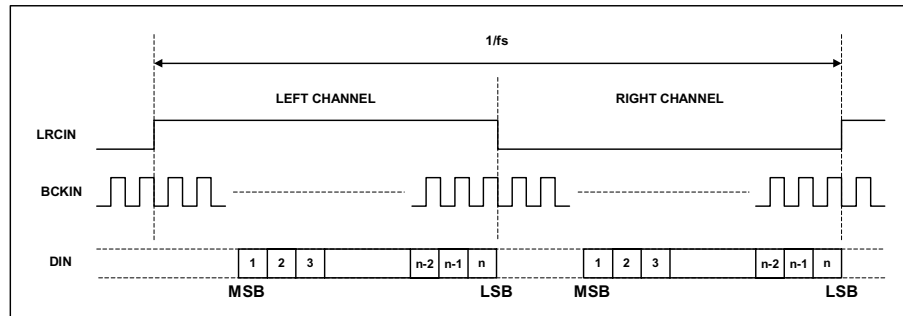 1/fs
LEFT CHANNEL RIGHT CHANNEL
LRCIN
BCKIN
DIN 1 2 3 n-2 n-1 n 1 2 3 n-2 n-1 n
MSB LSB MSB LSB